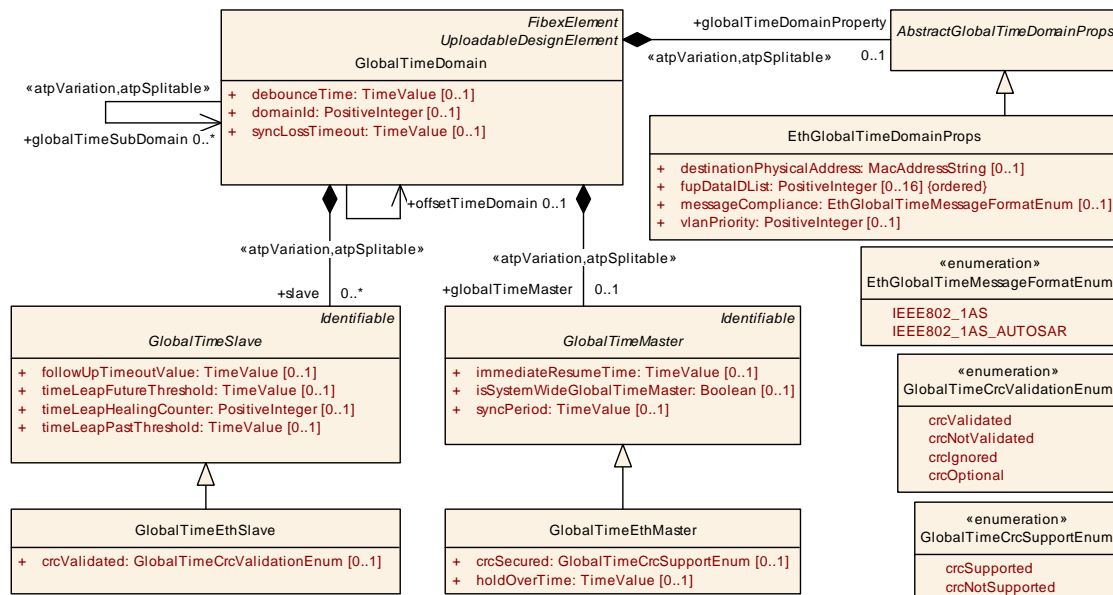 FibexElement
UploadableDesignElement
GlobalTimeDomain
+ debounceTime: TimeValue [0..1]
+ domainId: PositiveInteger [0..1]
+ syncLossTimeout: TimeValue [0..1]
+globalTimeDomainProperty
«atpVariation,atpSplitable»
0..1
AbstractGlobalTimeDomainProps
«atpVariation,atpSplitable»
+globalTimeSubDomain 0..*
EthGlobalTimeDomainProps
+ destinationPhysicalAddress: MacAddressString [0..1]
+ fupDataIDList: PositiveInteger [0..16] {ordered}
+ messageCompliance: EthGlobalTimeMessageFormatEnum [0..1]
+ vlanPriority: PositiveInteger [0..1]
+offsetTimeDomain 0..1
«atpVariation,atpSplitable»
+slave 0..*
«atpVariation,atpSplitable»
+globalTimeMaster 0..1
«enumeration»
EthGlobalTimeMessageFormatEnum
IEEE802_1AS
IEEE802_1AS_AUTOSAR
Identifiable
GlobalTimeSlave
+ followUpTimeoutValue: TimeValue [0..1]
+ timeLeapFutureThreshold: TimeValue [0..1]
+ timeLeapHealingCounter: PositiveInteger [0..1]
+ timeLeapPastThreshold: TimeValue [0..1]
Identifiable
GlobalTimeMaster
+ immediateResumeTime: TimeValue [0..1]
+ isSystemWideGlobalTimeMaster: Boolean [0..1]
+ syncPeriod: TimeValue [0..1]
«enumeration»
GlobalTimeCrcValidationEnum
crcValidated
crcNotValidated
crcIgnored
crcOptional
GlobalTimeEthSlave
+ crcValidated: GlobalTimeCrcValidationEnum [0..1]
GlobalTimeEthMaster
+ crcSecured: GlobalTimeCrcSupportEnum [0..1]
+ holdOverTime: TimeValue [0..1]
«enumeration»
GlobalTimeCrcSupportEnum
crcSupported
crcNotSupported